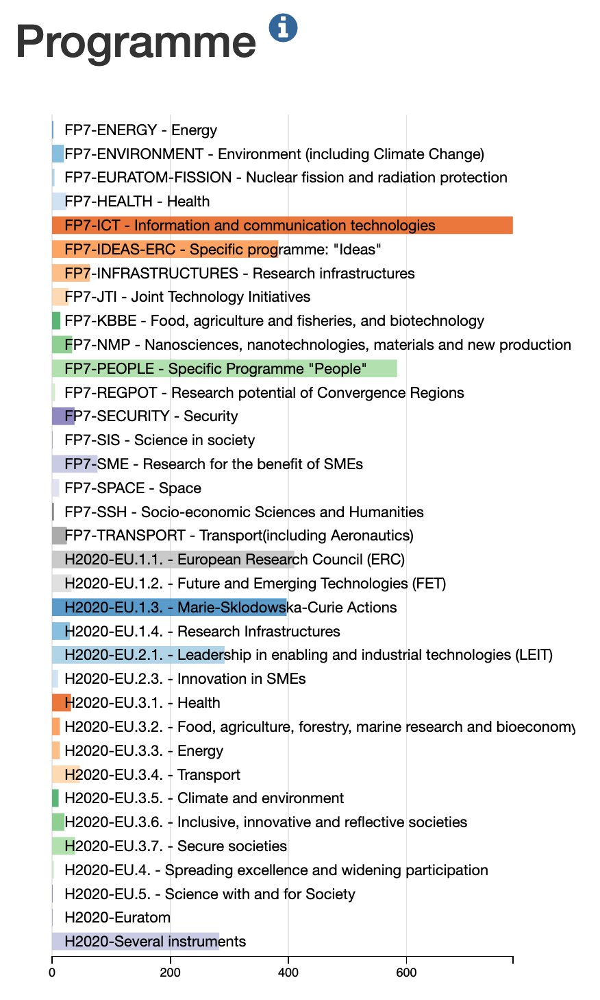 Programme
FP7-ENERGY - Energy
FP7-ENVIRONMENT - Environment (including Climate Change)
FP7-EURATOM-FISSION - Nuclear fission and radiation protection
FP7-HEALTH - Health
FP7-ICT - Information and communication technologies
FP7-IDEAS-ERC - Specific programme: "Ideas"
FP7-INFRASTRUCTURES - Research infrastructures
FP7-JTI - Joint Technology Initiatives
FP7-KBBE - Food, agriculture and fisheries, and biotechnology
FP7-NMP - Nanosciences, nanotechnologies, materials and new production
FP7-PEOPLE - Specific Programme "People"
FP7-REGPOT - Research potential of Convergence Regions
FP7-SECURITY - Security
FP7-SIS - Science in society
FP7-SME - Research for the benefit of SMEs
FP7-SPACE - Space
FP7-SSH - Socio-economic Sciences and Humanities
FP7-TRANSPORT - Transport(including Aeronautics)
H2020-EU.1.1. - European Research Council (ERC)
H2020-EU.1.2. - Future and Emerging Technologies (FET)
H2020-EU.1.3. - Marie-Sklodowska-Curie Actions
H2020-EU.1.4. - Research Infrastructures
H2020-EU.2.1. - Leadership in enabling and industrial technologies (LEIT)
H2020-EU.2.3. - Innovation in SMEs
H2020-EU.3.1. - Health
H2020-EU.3.2. - Food, agriculture, forestry, marine research and bioeconomy
H2020-EU.3.3. - Energy
H2020-EU.3.4. - Transport
H2020-EU.3.5. - Climate and environment
H2020-EU.3.6. - Inclusive, innovative and reflective societies
H2020-EU.3.7. - Secure societies
H2020-EU.4. - Spreading excellence and widening participation
H2020-EU.5. - Science with and for Society
H2020-Euratom
H2020-Several instruments
0 200 400 600